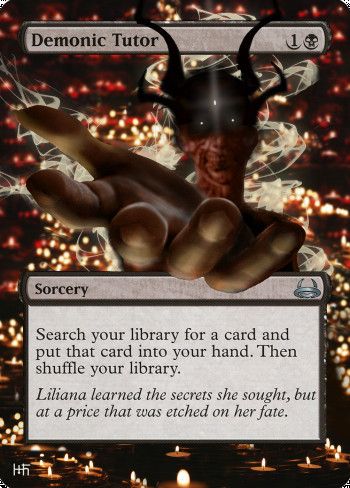 Demonic Tutor 1
Sorcery
Search your library for a card and
put that card into your hand. Then
shuffle your library.
Liliana learned the secrets she sought, but
at a price that was etched on her fate.